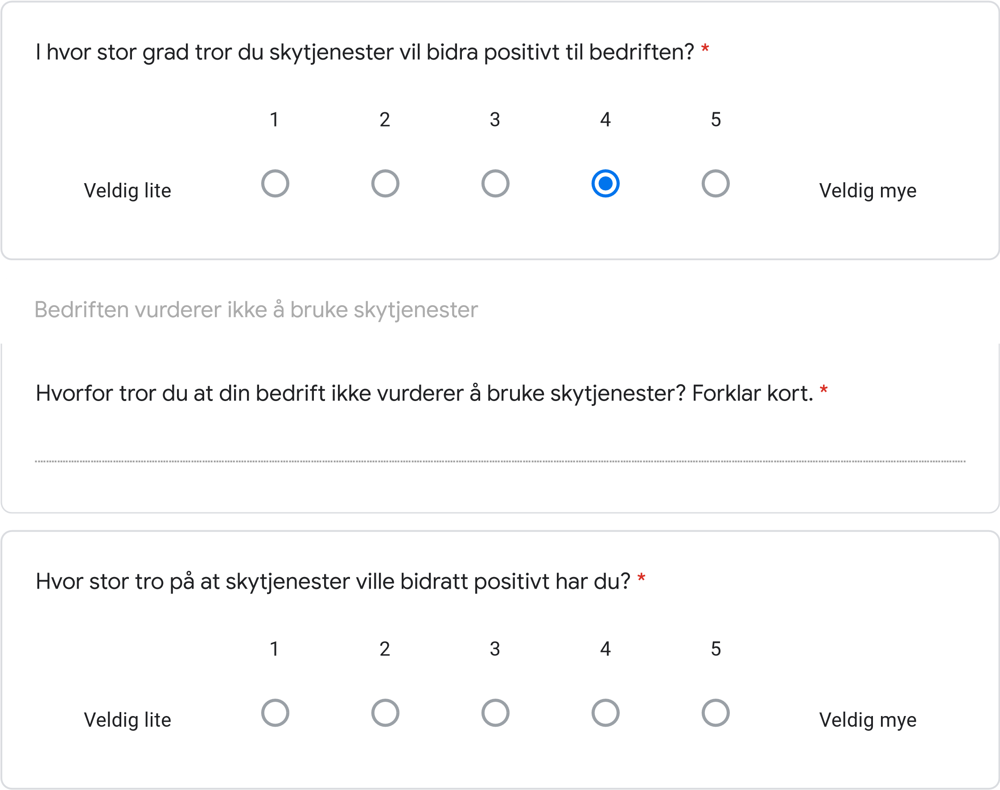 I hvor stor grad tror du skytjenester vil bidra positivt til bedriften? *
1 2 3 4 5
Veldig lite Veldig mye
Bedriften vurderer ikke å bruke skytjenester
Hvorfor tror du at din bedrift ikke vurderer å bruke skytjenester? Forklar kort. *
Hvor stor tro på at skytjenester ville bidratt positivt har du? *
1 2 3 4 5
Veldig lite Veldig mye